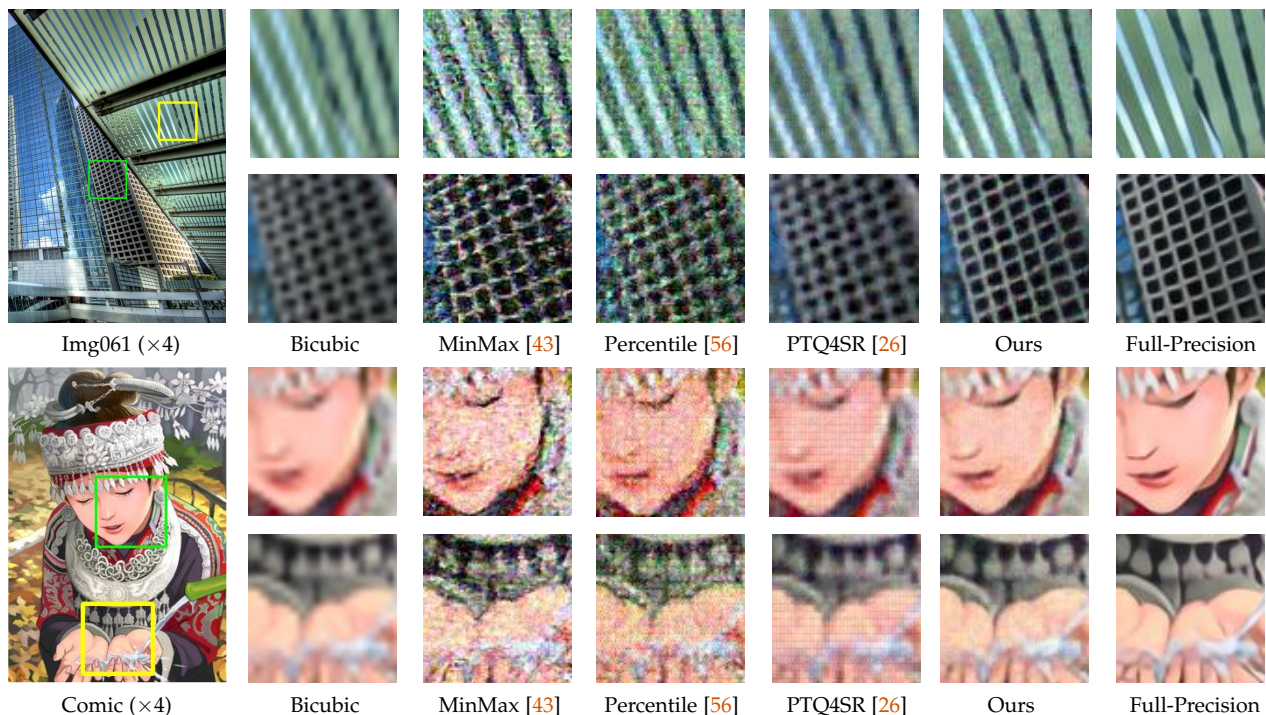 Img061 (×4) Bicubic MinMax [43] Percentile [56] PTQ4SR [26] Ours Full-Precision
Comic (×4) Bicubic MinMax [43] Percentile [56] PTQ4SR [26] Ours Full-Precision